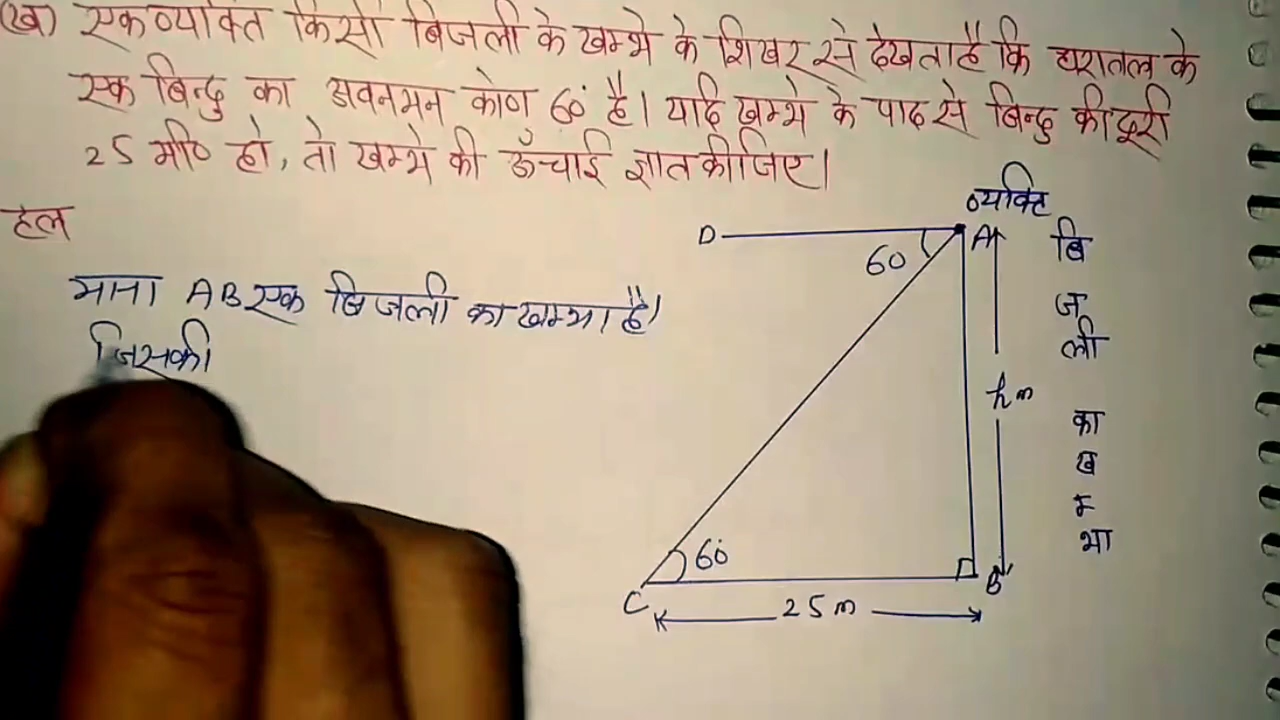 (ख) एक व्यक्ति किसी बिजली के खम्भे के शिखर से देखता है कि धरातल के
एक बिन्दु का अवनमन कोण 60° है। यदि खम्भे के पाद से बिन्दु की दूरी
25 मी० हो, तो खम्भे की ऊँचाई ज्ञात कीजिए।
हल
माना AB एक बिजली का खम्भा है।
जिसकी
व्यक्ति
D
A
60
बि
ज
ली
का
ख
म्
भा
h m
60°
C
B
25 m